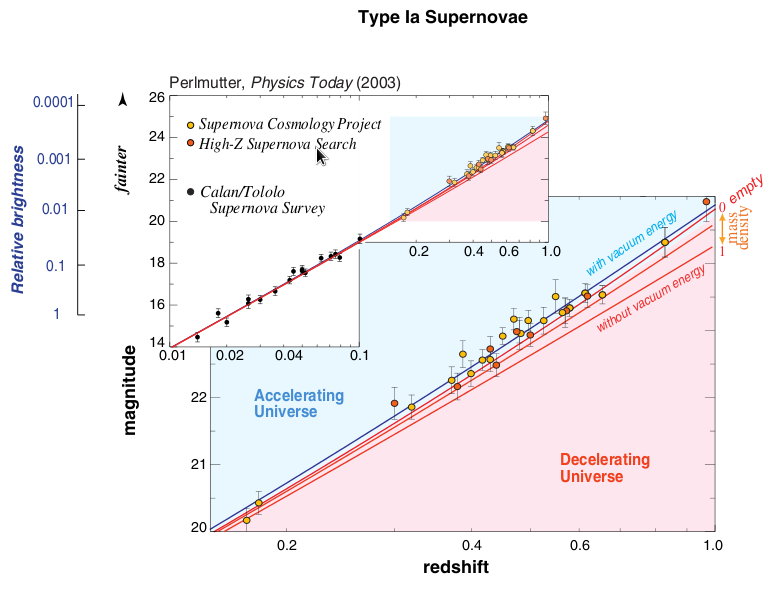 Type Ia Supernovae
Perlmutter, Physics Today (2003)
0.0001
0.001
0.01
0.1
1
Relative brightness
fainter
magnitude
26
24
22
20
18
16
14
Supernova Cosmology Project
High-Z Supernova Search
Calan/Tololo
Supernova Survey
0.2
0.4
0.6
1.0
0.01
0.02
0.04
0.1
empty
0
mass
density
1
with vacuum energy
without vacuum energy
Accelerating
Universe
Decelerating
Universe
22
21
20
0.2
0.4
0.6
1.0
redshift